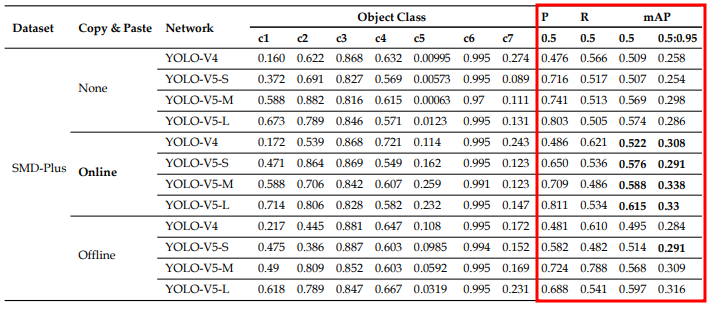 Dataset Copy & Paste Network Object Class P R mAP
c1 c2 c3 c4 c5 c6 c7 0.5 0.5 0.5 0.5:0.95
SMD-Plus None YOLO-V4 0.160 0.622 0.868 0.632 0.00995 0.995 0.274 0.476 0.566 0.509 0.258
YOLO-V5-S 0.372 0.691 0.827 0.569 0.00573 0.995 0.089 0.716 0.517 0.507 0.254
YOLO-V5-M 0.588 0.882 0.816 0.615 0.00063 0.97 0.111 0.741 0.513 0.569 0.298
YOLO-V5-L 0.673 0.789 0.846 0.571 0.0123 0.995 0.131 0.803 0.505 0.574 0.286
Online YOLO-V4 0.172 0.539 0.868 0.721 0.114 0.995 0.243 0.486 0.621 0.522 0.308
YOLO-V5-S 0.471 0.864 0.869 0.549 0.162 0.995 0.123 0.650 0.536 0.576 0.291
YOLO-V5-M 0.588 0.706 0.842 0.607 0.259 0.991 0.123 0.709 0.486 0.588 0.338
YOLO-V5-L 0.714 0.806 0.828 0.582 0.232 0.995 0.147 0.811 0.534 0.615 0.33
Offline YOLO-V4 0.217 0.445 0.881 0.647 0.108 0.995 0.172 0.481 0.610 0.495 0.284
YOLO-V5-S 0.475 0.386 0.887 0.603 0.0985 0.994 0.152 0.582 0.482 0.514 0.291
YOLO-V5-M 0.49 0.809 0.852 0.603 0.0592 0.995 0.169 0.724 0.788 0.568 0.309
YOLO-V5-L 0.618 0.789 0.847 0.667 0.0319 0.995 0.231 0.688 0.541 0.597 0.316